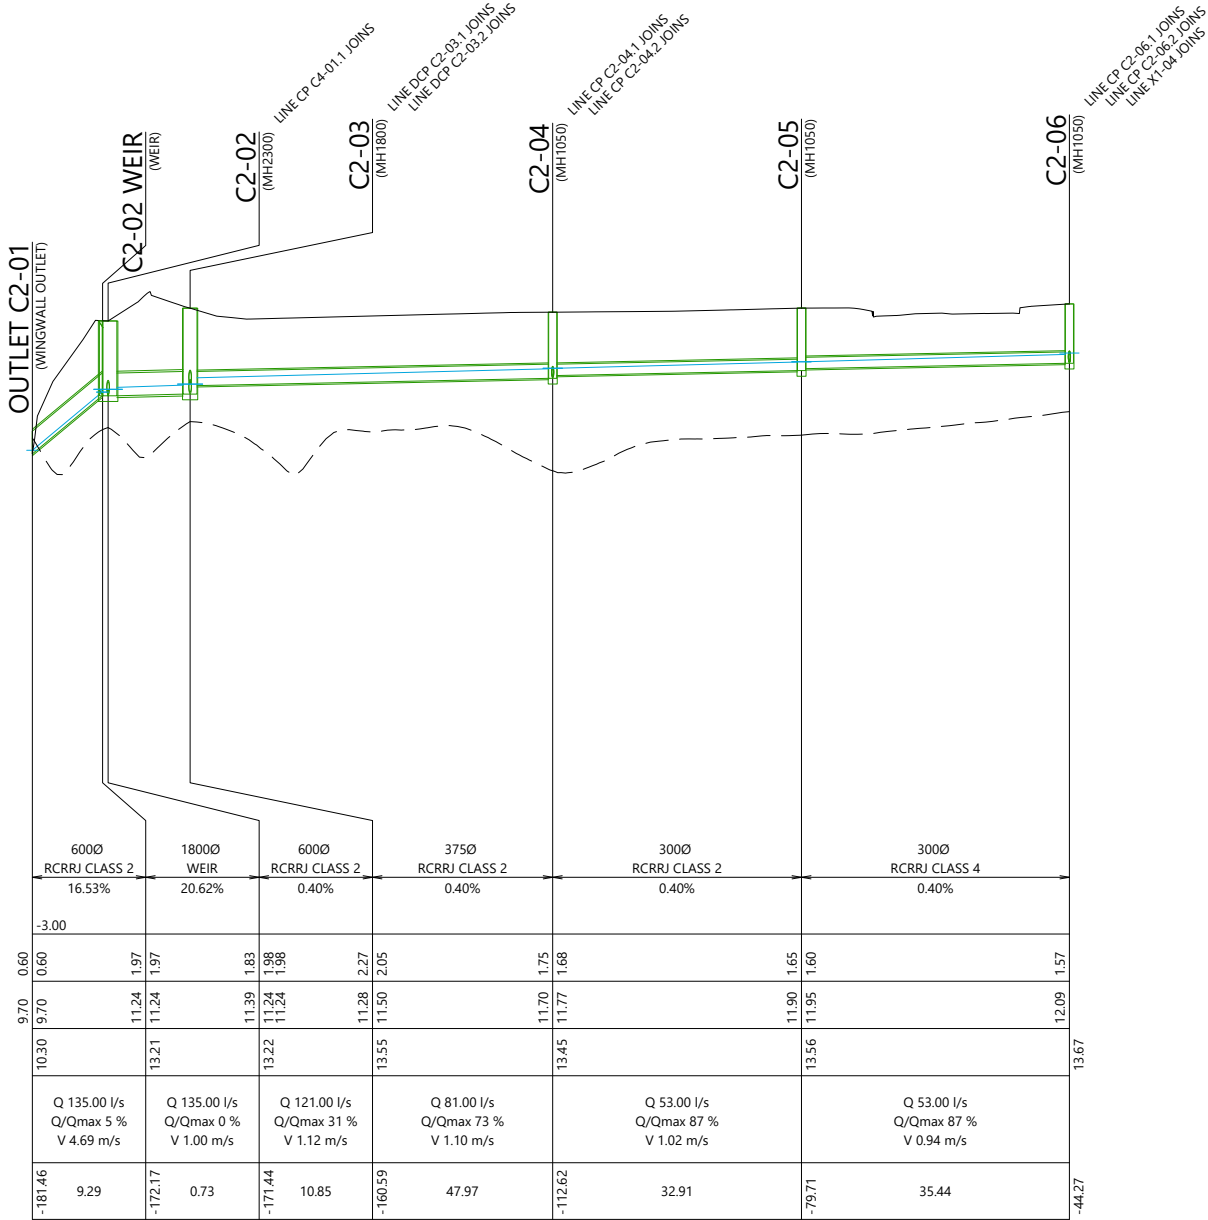 LINE CP C4-01.1 JOINS
LINE DCP C2-03.1 JOINS
LINE DCP C2-03.2 JOINS
LINE CP C2-04.1 JOINS
LINE CP C2-04.2 JOINS
LINE CP C2-06.1 JOINS
LINE CP C2-06.2 JOINS
LINE X1-04 JOINS
OUTLET C2-01
(WINGWALL OUTLET)
C2-02 WEIR
(WEIR)
C2-02
(MH2300)
C2-03
(MH1800)
C2-04
(MH1050)
C2-05
(MH1050)
C2-06
(MH1050)
600Ø
RCRRJ CLASS 2
16.53%
1800Ø
WEIR
20.62%
600Ø
RCRRJ CLASS 2
0.40%
375Ø
RCRRJ CLASS 2
0.40%
300Ø
RCRRJ CLASS 2
0.40%
300Ø
RCRRJ CLASS 4
0.40%
-3.00
0.60
0.60
1.97
1.97
1.83
1.98
1.98
2.27
2.05
1.75
1.68
1.65
1.60
1.57
9.70
9.70
11.24
11.24
11.39
11.24
11.24
11.28
11.50
11.70
11.77
11.90
11.95
12.09
10.30
13.21
13.22
13.55
13.45
13.56
13.67
Q 135.00 l/s
Q/Qmax 5 %
V 4.69 m/s
Q 135.00 l/s
Q/Qmax 0 %
V 1.00 m/s
Q 121.00 l/s
Q/Qmax 31 %
V 1.12 m/s
Q 81.00 l/s
Q/Qmax 73 %
V 1.10 m/s
Q 53.00 l/s
Q/Qmax 87 %
V 1.02 m/s
Q 53.00 l/s
Q/Qmax 87 %
V 0.94 m/s
-181.46
9.29
-172.17
0.73
-171.44
10.85
-160.59
47.97
-112.62
32.91
-79.71
35.44
-44.27